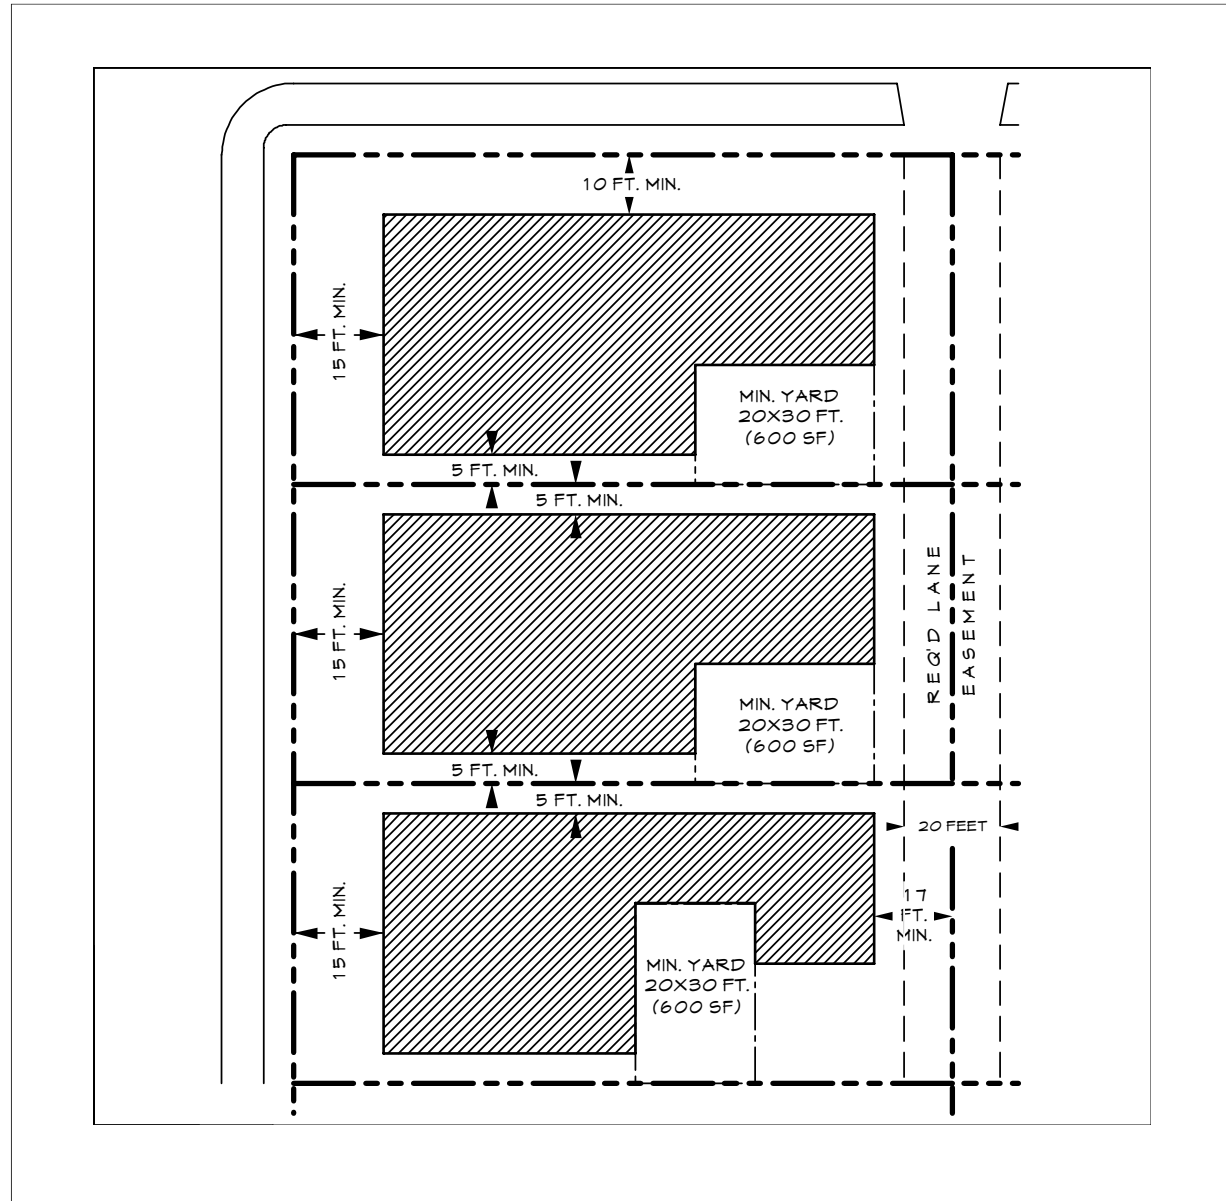 10 FT. MIN.
15 FT. MIN.
MIN. YARD
20X30 FT.
(600 SF)
5 FT. MIN.
5 FT. MIN.
15 FT. MIN.
REQ'D LANE
EASEMENT
MIN. YARD
20X30 FT.
(600 SF)
5 FT. MIN.
5 FT. MIN.
20 FEET
15 FT. MIN.
17
FT.
MIN.
MIN. YARD
20X30 FT.
(600 SF)